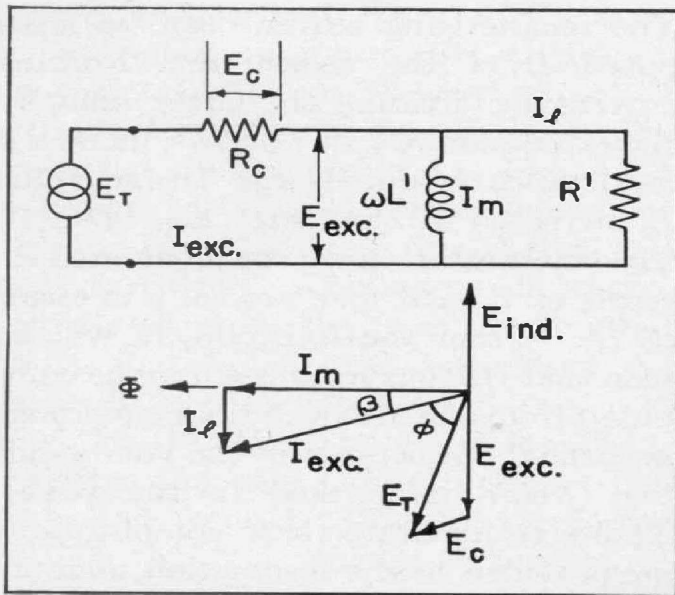 E_c
R_c
I_ℓ
E_T
E_exc.
ωL'
I_m
R'
I_exc.
E_ind.
Φ
I_m
β
I_ℓ
ϕ
I_exc.
E_exc.
E_T
E_c